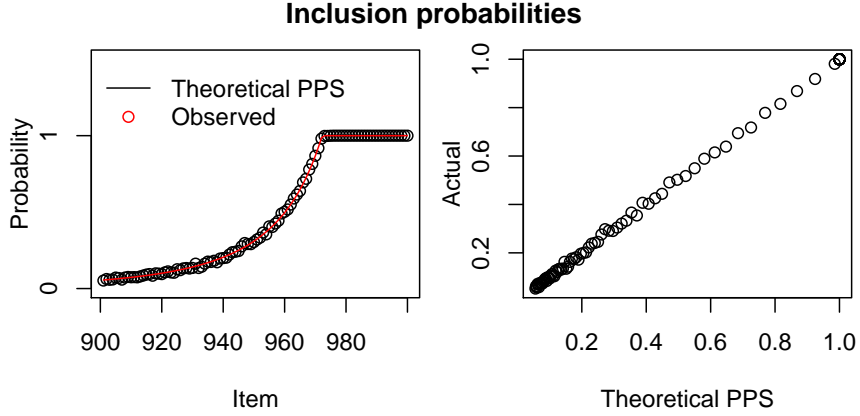 Inclusion probabilities
Theoretical PPS
Observed
Probability
1
0
900 920 940 960 980
Item
Actual
1.0
0.6
0.2
0.2 0.4 0.6 0.8 1.0
Theoretical PPS